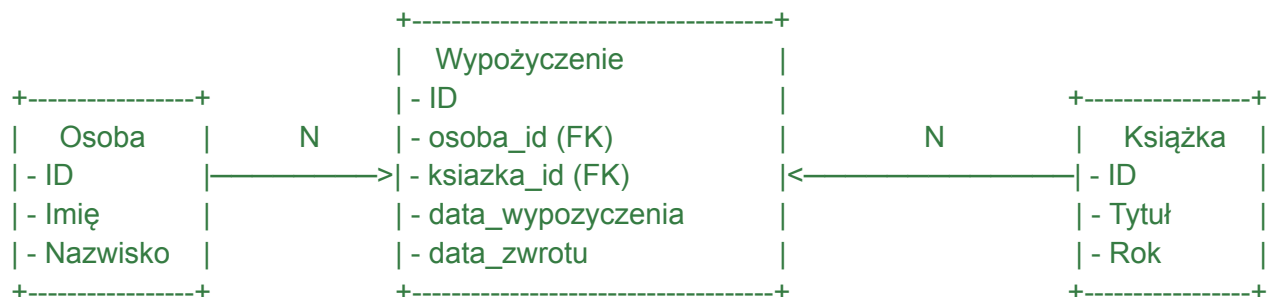 +-----------------------------------+
| Wypożyczenie |
+-----------------+ | - ID | +----------------+
| Osoba | N | - osoba_id (FK) | N | Książka |
| - ID |────────>| - ksiazka_id (FK) |<─────────────| - ID |
| - Imię | | - data_wypozyczenia | | - Tytuł |
| - Nazwisko | | - data_zwrotu | | - Rok |
+-----------------+ +-----------------------------------+ +----------------+